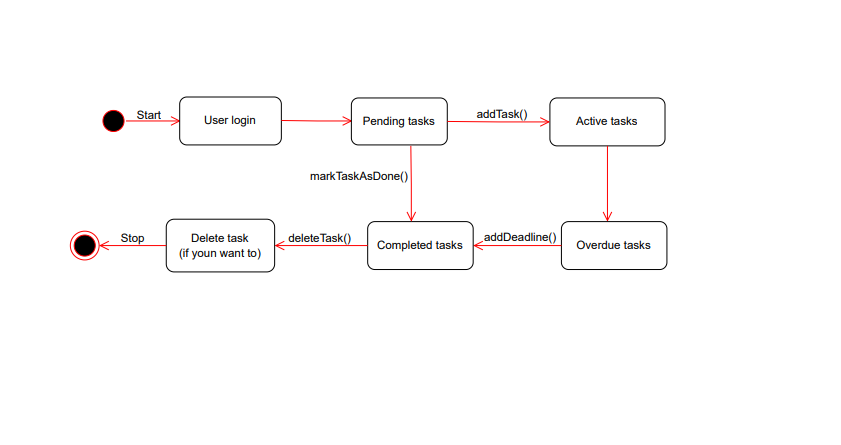 Start
User login
Pending tasks
addTask()
Active tasks
markTaskAsDone()
Stop
Delete task
(if youn want to)
deleteTask()
Completed tasks
addDeadline()
Overdue tasks